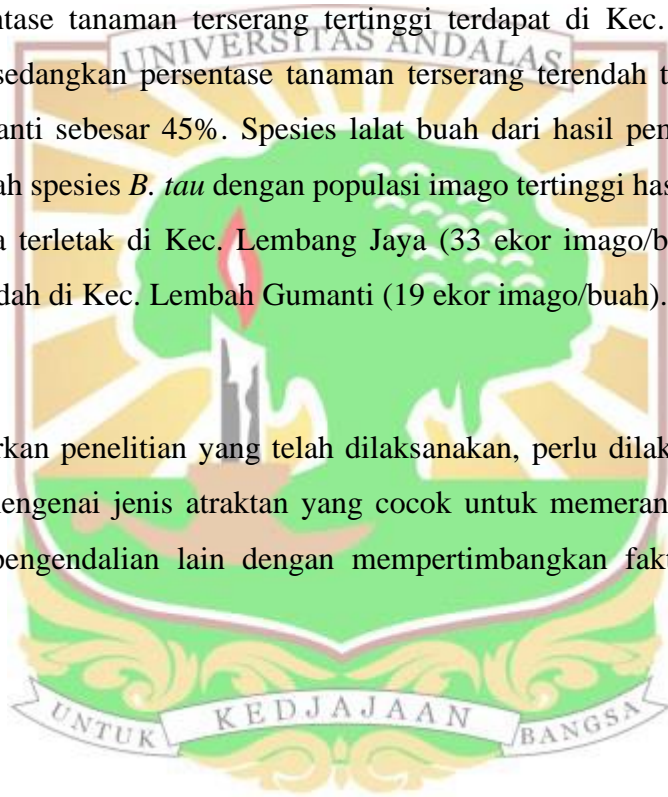 ntase tanaman terserang tertinggi terdapat di Kec.
UNIVERSITAS ANDALAS
sedangkan persentase tanaman terserang terendah t
anti sebesar 45%. Spesies lalat buah dari hasil pen
ah spesies B. tau dengan populasi imago tertinggi has
a terletak di Kec. Lembang Jaya (33 ekor imago/b
dah di Kec. Lembah Gumanti (19 ekor imago/buah).
rkan penelitian yang telah dilaksanakan, perlu dilak
mengenai jenis atraktan yang cocok untuk memeran
pengendalian lain dengan mempertimbangkan fakt
UNTUK KEDJAJAAN BANGSA